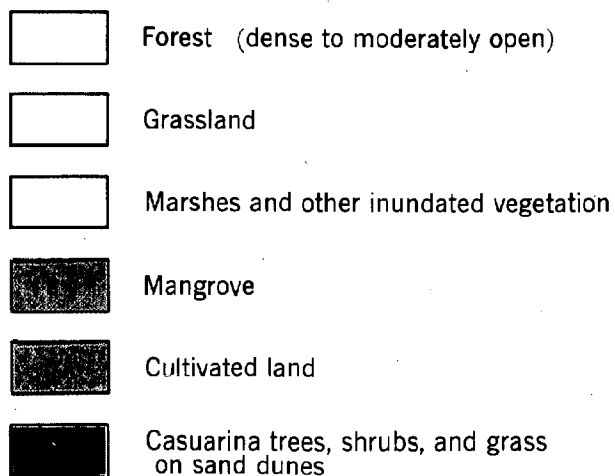 Forest (dense to moderately open)
Grassland
Marshes and other inundated vegetation
Mangrove
Cultivated land
Casuarina trees, shrubs, and grass
on sand dunes